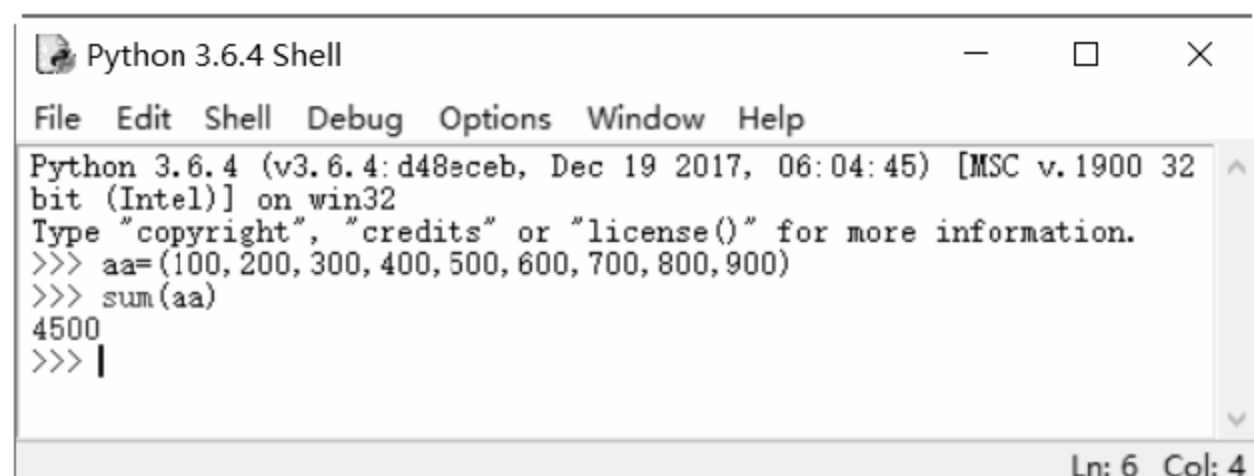 Python 3.6.4 Shell
File Edit Shell Debug Options Window Help
Python 3.6.4 (v3.6.4:d48eceb, Dec 19 2017, 06:04:45) [MSC v.1900 32
bit (Intel)] on win32
Type "copyright", "credits" or "license()" for more information.
>>> aa=(100,200,300,400,500,600,700,800,900)
>>> sum(aa)
4500
>>>
Ln: 6 Col: 4